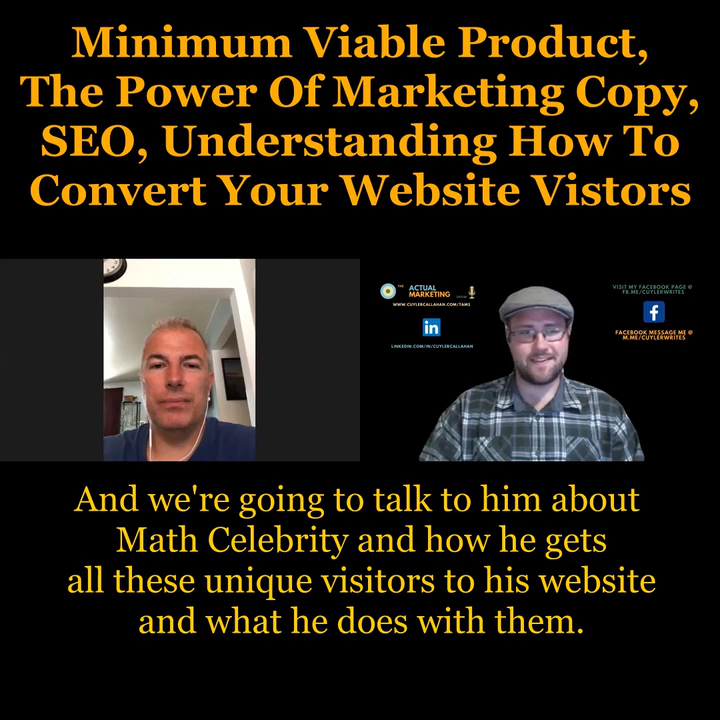 Minimum Viable Product,
The Power Of Marketing Copy,
SEO, Understanding How To
Convert Your Website Vistors
THE
ACTUAL
MARKETING
SHOW
WWW.CUYLERCALLAHAN.COM/TAMS
in
LINKEDIN.COM/IN/CUYLERCALLAHAN
VISIT MY FACEBOOK PAGE @
FB.ME/CUYLERWRITES
f
FACEBOOK MESSAGE ME @
M.ME/CUYLERWRITES
And we're going to talk to him about
Math Celebrity and how he gets
all these unique visitors to his website
and what he does with them.